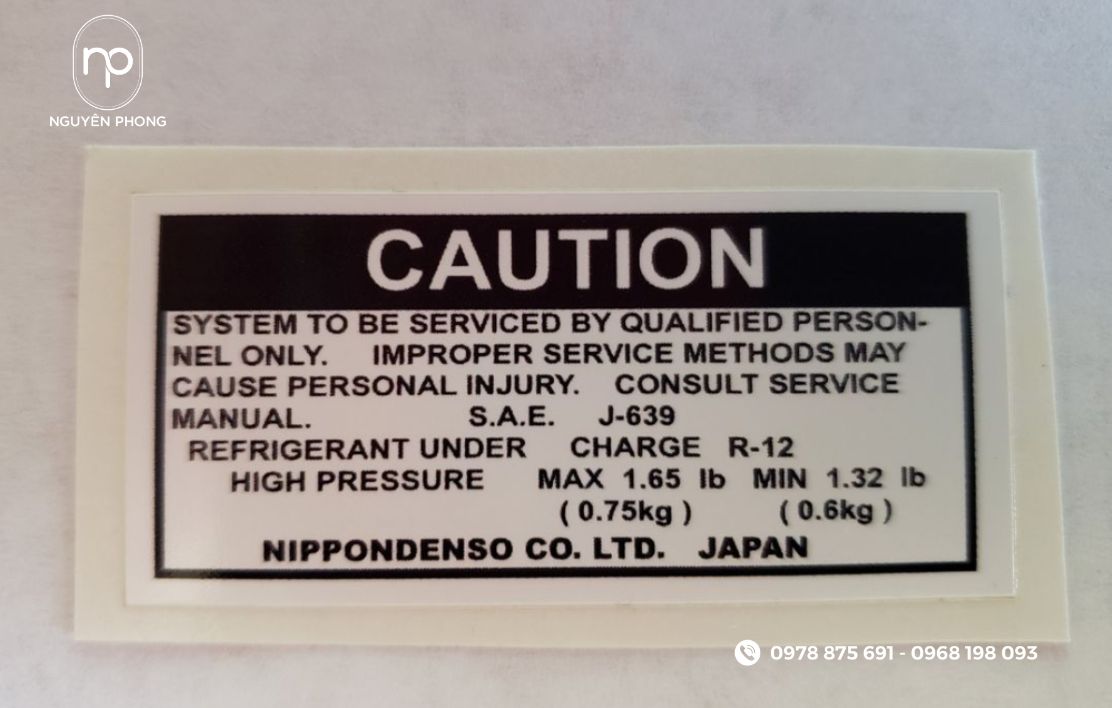 np
NGUYÊN PHONG
CAUTION
SYSTEM TO BE SERVICED BY QUALIFIED PERSON-
NEL ONLY. IMPROPER SERVICE METHODS MAY
CAUSE PERSONAL INJURY. CONSULT SERVICE
MANUAL. S.A.E. J-639
REFRIGERANT UNDER CHARGE R-12
HIGH PRESSURE MAX 1.65 lb MIN 1.32 lb
( 0.75kg ) ( 0.6kg )
NIPPONDENSO CO. LTD. JAPAN
0978 875 691 - 0968 198 093